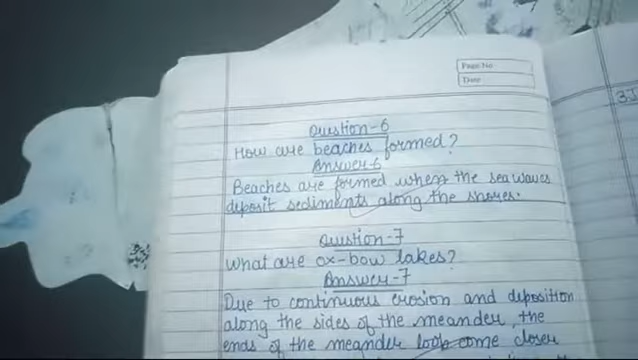 Page No
Date
3J
Question-6
How are beaches formed?
Answer-6
Beaches are formed when the sea waves
deposit sediments along the shores.
Question-7
What are ox-bow lakes?
Answer-7
Due to continuous erosion and deposition
along the sides of the meander, the
ends of the meander loop come closer